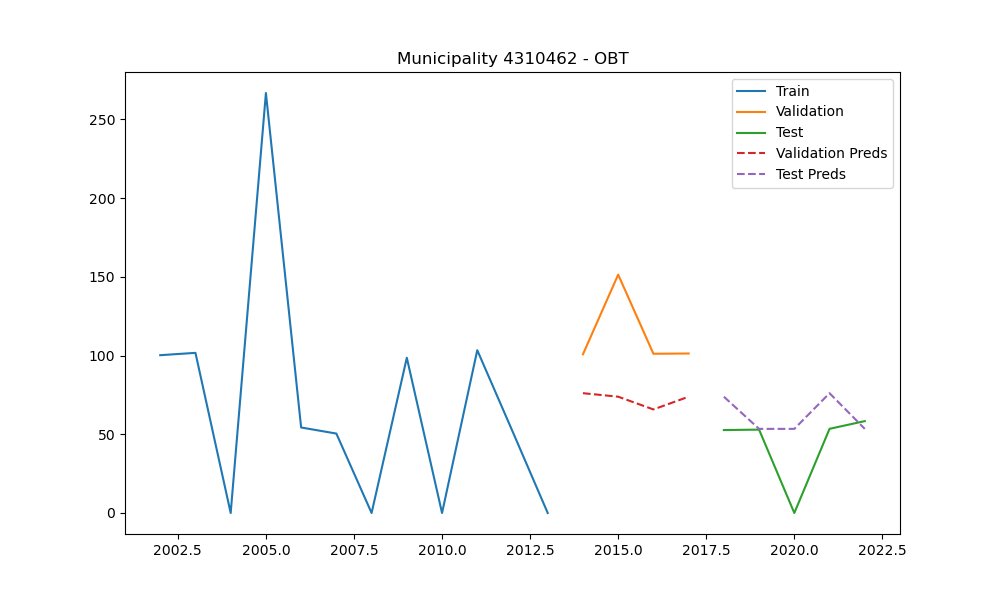 Municipality 4310462 - OBT
Train
Validation
Test
Validation Preds
Test Preds
250
200
150
100
50
0
2002.5 2005.0 2007.5 2010.0 2012.5 2015.0 2017.5 2020.0 2022.5